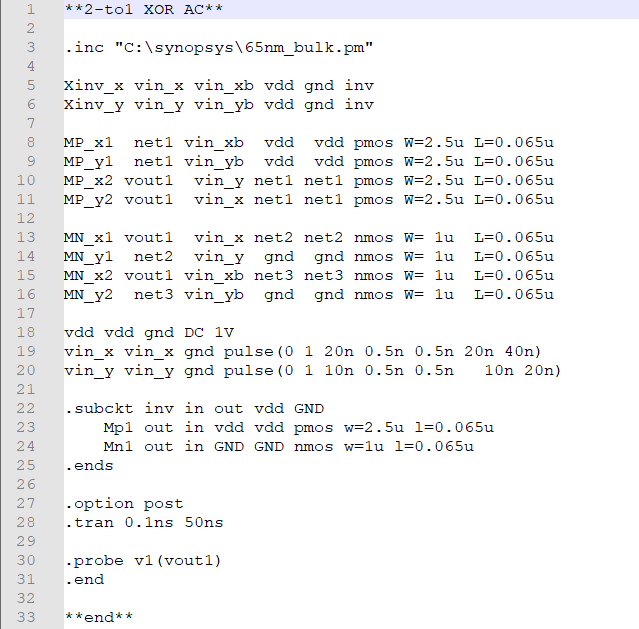 1 **2-to1 XOR AC**
2
3 .inc "C:\synopsys\65nm_bulk.pm"
4
5 Xinv_x vin_x vin_xb vdd gnd inv
6 Xinv_y vin_y vin_yb vdd gnd inv
7
8 MP_x1  net1 vin_xb  vdd  vdd pmos W=2.5u L=0.065u
9 MP_y1  net1 vin_yb  vdd  vdd pmos W=2.5u L=0.065u
10 MP_x2 vout1  vin_y net1 net1 pmos W=2.5u L=0.065u
11 MP_y2 vout1  vin_x net1 net1 pmos W=2.5u L=0.065u
12
13 MN_x1 vout1  vin_x net2 net2 nmos W= 1u  L=0.065u
14 MN_y1  net2  vin_y  gnd  gnd nmos W= 1u  L=0.065u
15 MN_x2 vout1 vin_xb net3 net3 nmos W= 1u  L=0.065u
16 MN_y2  net3 vin_yb  gnd  gnd nmos W= 1u  L=0.065u
17
18 vdd vdd gnd DC 1V
19 vin_x vin_x gnd pulse(0 1 20n 0.5n 0.5n 20n 40n)
20 vin_y vin_y gnd pulse(0 1 10n 0.5n 0.5n   10n 20n)
21
22 .subckt inv in out vdd GND
23     Mp1 out in vdd vdd pmos w=2.5u l=0.065u
24     Mn1 out in GND GND nmos w=1u l=0.065u
25 .ends
26
27 .option post
28 .tran 0.1ns 50ns
29
30 .probe v1(vout1)
31 .end
32
33 **end**